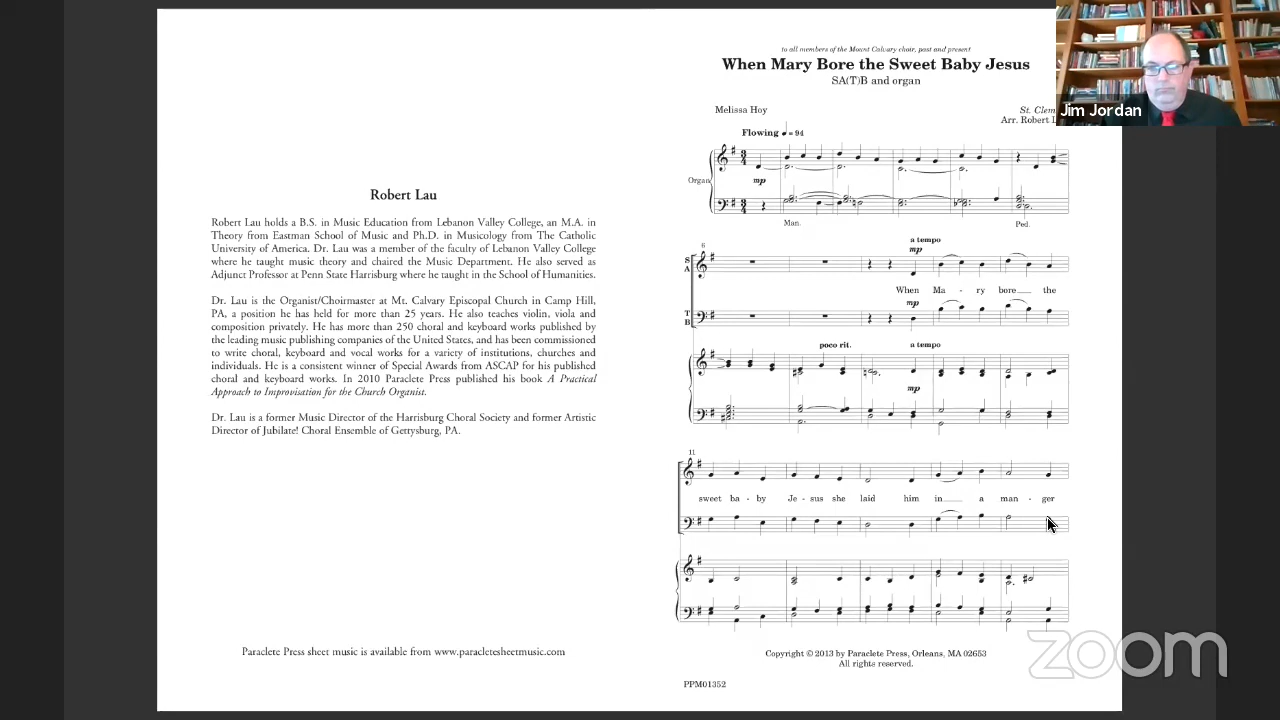 Robert Lau
Robert Lau holds a B.S. in Music Education from Lebanon Valley College, an M.A. in
Theory from Eastman School of Music and Ph.D. in Musicology from The Catholic
University of America. Dr. Lau was a member of the faculty of Lebanon Valley College
where he taught music theory and chaired the Music Department. He also served as
Adjunct Professor at Penn State Harrisburg where he taught in the School of Humanities.
Dr. Lau is the Organist/Choirmaster at Mt. Calvary Episcopal Church in Camp Hill,
PA, a position he has held for more than 25 years. He also teaches violin, viola and
composition privately. He has more than 250 choral and keyboard works published by
the leading music publishing companies of the United States, and has been commissioned
to write choral, keyboard and vocal works for a variety of institutions, churches and
individuals. He is a consistent winner of Special Awards from ASCAP for his published
choral and keyboard works. In 2010 Paraclete Press published his book A Practical
Approach to Improvisation for the Church Organist.
Dr. Lau is a former Music Director of the Harrisburg Choral Society and former Artistic
Director of Jubilate! Choral Ensemble of Gettysburg, PA.
Paraclete Press sheet music is available from www.paracletesheetmusic.com
to all members of the Mount Calvary choir, past and present
When Mary Bore the Sweet Baby Jesus
SA(T)B and organ
Melissa Hoy
St. Clem
Arr. Robert L
Jim Jordan
Flowing ♩ = 94
Organ
mp
3
4
3
4
Man.
Ped.
6
a tempo
mp
S
A
When Ma - ry bore the
mp
T
B
poco rit.
a tempo
mp
11
sweet ba - by Je - sus she laid him in a man - ger
Copyright © 2013 by Paraclete Press, Orleans, MA 02653
All rights reserved.
PPM01352
zoom